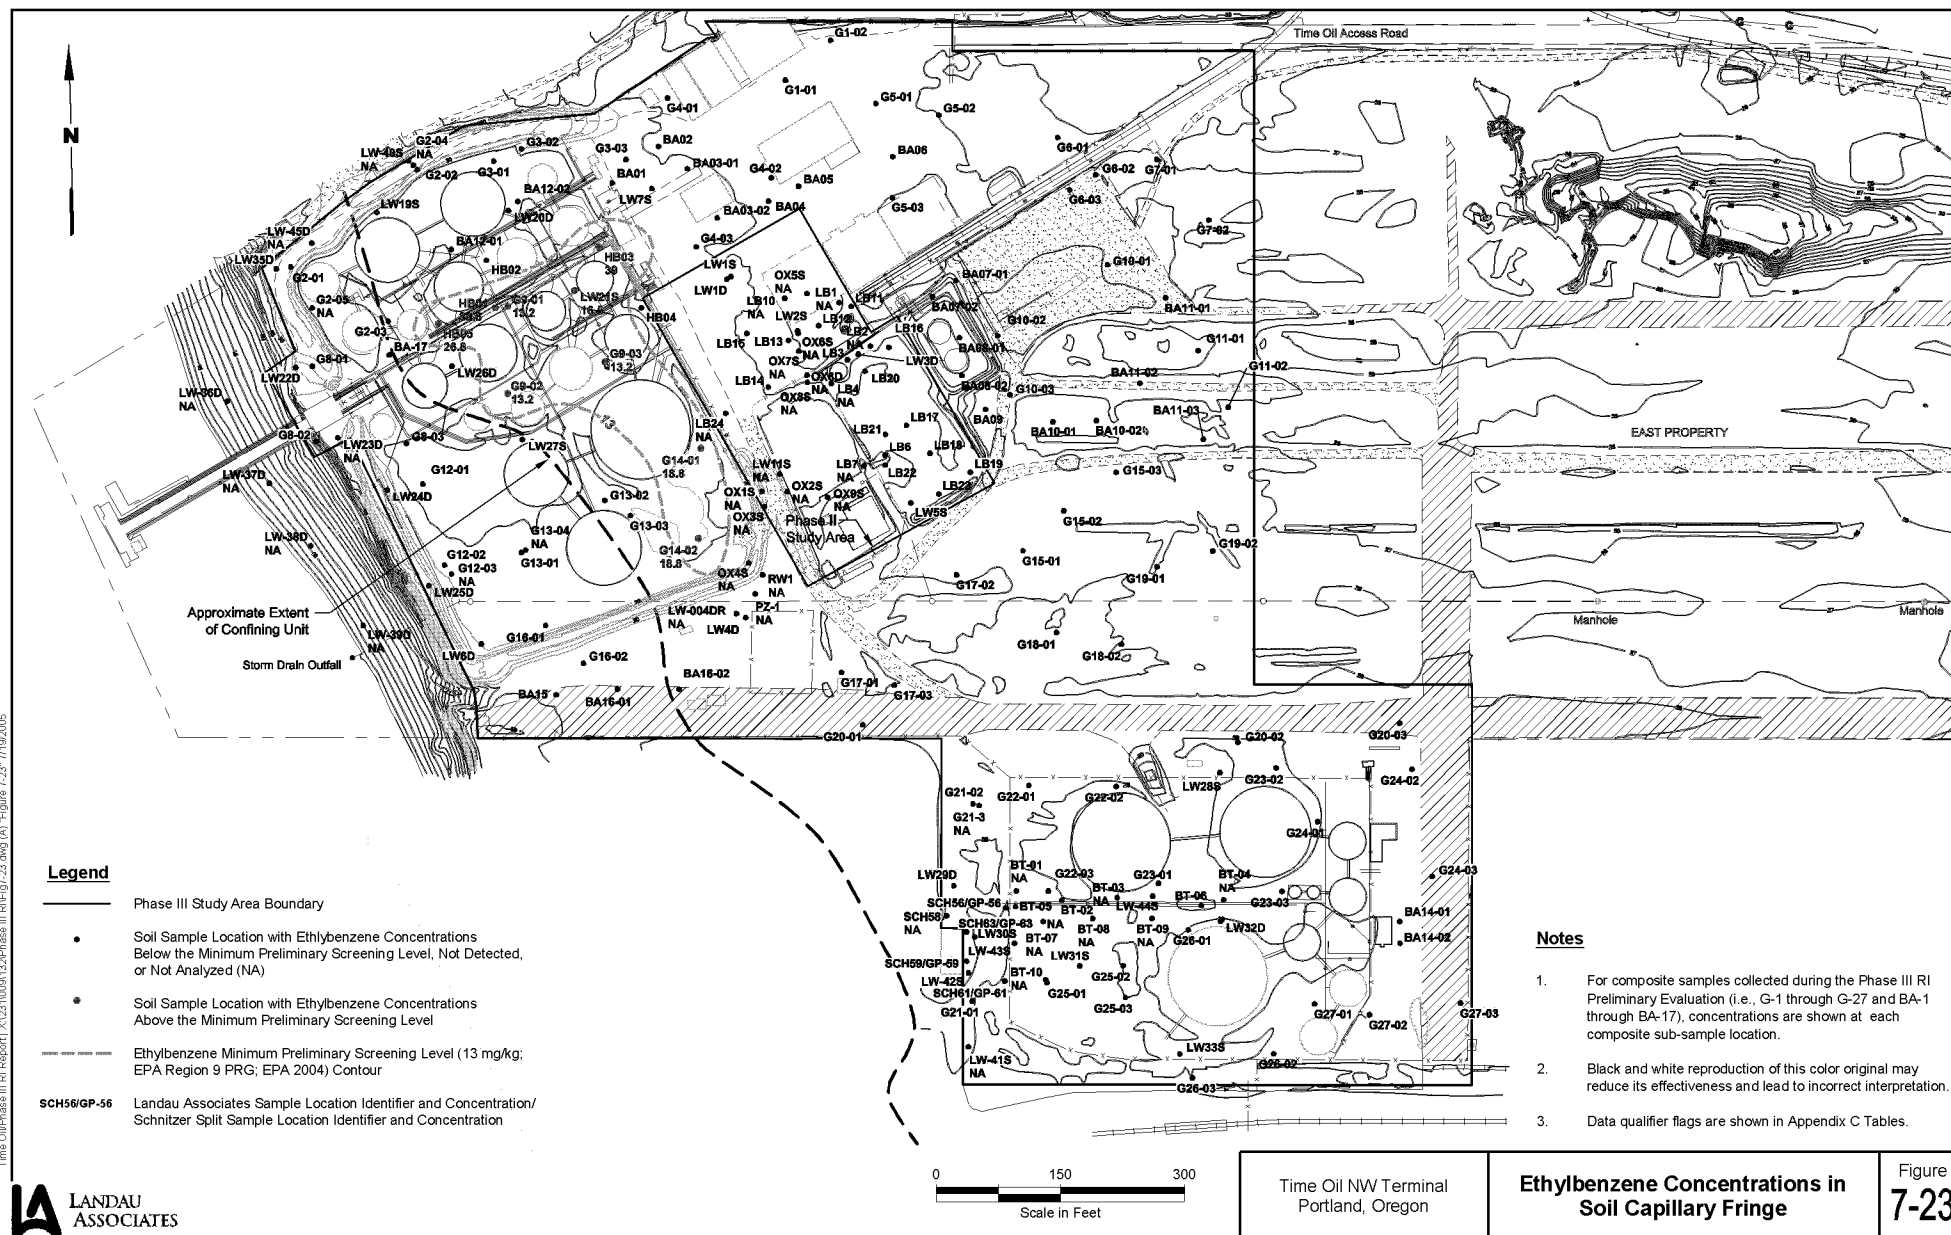 Time Oil Access Road
G1-02
G1-01
G5-01
G5-02
G4-01
G2-04
NA
G3-02
LW-49S
NA
G2-02
G3-01
G3-03
BA02
BA01
BA03-01
G4-02
BA05
BA06
G6-01
G6-02
G7-01
G6-03
BA12-02
LW7S
LW19S
LW20D
BA03-02
BA04
G5-03
G7-02
N
LW-45D
NA
LW35D
G2-01
BA12-01
HB02
HB03
39
G4-03
LW1S
LW1D
OX5S
NA
BA07-01
G10-01
G2-05
NA
LW21S
13.2
LB10
NA
LB1
NA
LB11
BA07-02
BA11-01
HB04
LW2S
LB12
LB2
NA
LB16
G10-02
G2-03
HB05
26.8
BA-17
LB15
LB13
OX6S
NA
LB3
LW3D
BA08-01
G11-01
G8-01
G9-03
13.2
OX7S
NA
LB20
G11-02
LW22D
LW26D
LB14
OX8D
NA
LB4
NA
BA08-02
G10-03
BA11-02
LW-36D
NA
G9-02
13.2
OX8S
NA
13
LB24
NA
LB17
BA09
BA11-03
BA10-01
BA10-02
EAST PROPERTY
G8-02
LW23D
NA
G8-03
LW27S
LB21
LB6
LB18
G14-01
18.8
LW11S
NA
LB7
NA
LB22
LB19
G15-03
LW-37D
NA
G12-01
LW24D
G13-02
OX1S
NA
OX2S
NA
OX9S
NA
LB23
LW5S
G13-03
OX3S
NA
Phase II
Study Area
G15-02
LW-38D
NA
G13-04
NA
G13-01
G14-02
18.8
G15-01
G19-02
G12-02
G12-03
NA
LW25D
OX4S
NA
RW1
NA
G17-02
G19-01
Approximate Extent
of Confining Unit
LW-004DR
NA
PZ-1
NA
LW4D
Manhole
Manhole
LW-39D
NA
G16-01
G18-01
G18-02
Storm Drain Outfall
LW6D
G16-02
BA15
BA16-01
BA16-02
G17-01
G17-03
G20-01
G20-02
G20-03
G21-02
G21-3
NA
G22-01
G22-02
LW28S
G23-02
G24-02
G24-01
LW29D
BT-01
NA
G22-03
BT-03
NA
G23-01
BT-04
NA
G24-03
SCH56/GP-56
BT-05
NA
BT-02
LW-44S
BT-06
G23-03
SCH58
NA
SCH63/GP-63
LW30S
BT-07
NA
BT-08
NA
BT-09
NA
G26-01
LW32D
BA14-01
BA14-02
LW-43S
SCH59/GP-59
LW31S
LW-42S
BT-10
NA
G25-02
SCH61/GP-61
G25-01
G21-01
G25-03
G27-01
G27-02
G27-03
LW-41S
NA
LW33S
G26-02
G26-03
Legend
Phase III Study Area Boundary
Soil Sample Location with Ethlybenzene Concentrations
Below the Minimum Preliminary Screening Level, Not Detected,
or Not Analyzed (NA)
Soil Sample Location with Ethylbenzene Concentrations
Above the Minimum Preliminary Screening Level
Ethylbenzene Minimum Preliminary Screening Level (13 mg/kg;
EPA Region 9 PRG; EPA 2004) Contour
SCH56/GP-56 Landau Associates Sample Location Identifier and Concentration/
Schnitzer Split Sample Location Identifier and Concentration
Notes
1. For composite samples collected during the Phase III RI
Preliminary Evaluation (i.e., G-1 through G-27 and BA-1
through BA-17), concentrations are shown at each
composite sub-sample location.
2. Black and white reproduction of this color original may
reduce its effectiveness and lead to incorrect interpretation.
3. Data qualifier flags are shown in Appendix C Tables.
LA LANDAU
ASSOCIATES
0 150 300
Scale in Feet
Time Oil NW Terminal
Portland, Oregon
Ethylbenzene Concentrations in
Soil Capillary Fringe
Figure
7-23